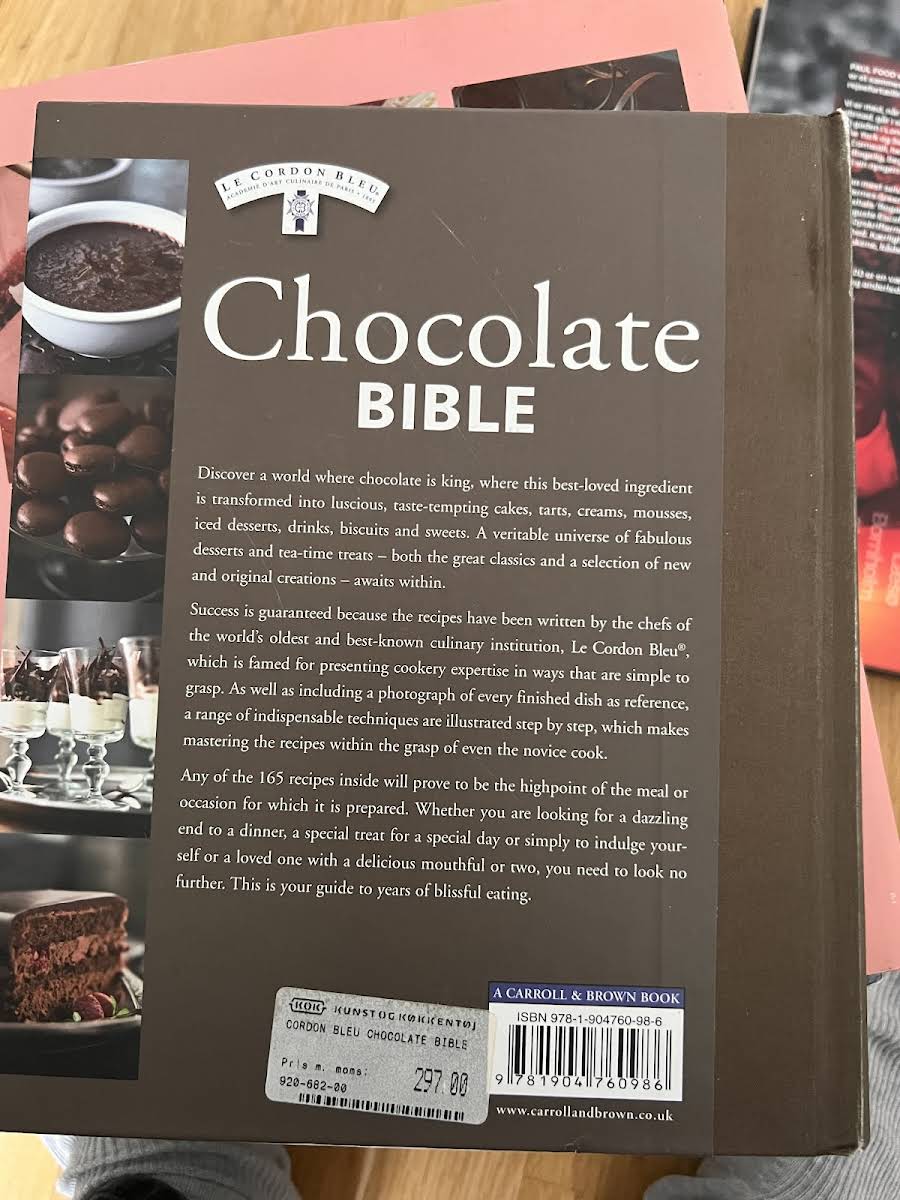 LE CORDON BLEU®
ACADEMIE D'ART CULINAIRE DE PARIS • 1895
Chocolate
BIBLE
Discover a world where chocolate is king, where this best-loved ingredient
is transformed into luscious, taste-tempting cakes, tarts, creams, mousses,
iced desserts, drinks, biscuits and sweets. A veritable universe of fabulous
desserts and tea-time treats – both the great classics and a selection of new
and original creations – awaits within.
Success is guaranteed because the recipes have been written by the chefs of
the world's oldest and best-known culinary institution, Le Cordon Bleu®,
which is famed for presenting cookery expertise in ways that are simple to
grasp. As well as including a photograph of every finished dish as reference,
a range of indispensable techniques are illustrated step by step, which makes
mastering the recipes within the grasp of even the novice cook.
Any of the 165 recipes inside will prove to be the highpoint of the meal or
occasion for which it is prepared. Whether you are looking for a dazzling
end to a dinner, a special treat for a special day or simply to indulge your-
self or a loved one with a delicious mouthful or two, you need to look no
further. This is your guide to years of blissful eating.
KØK KUNST OG KØKKENTØJ
CORDON BLEU CHOCOLATE BIBLE
Pris m. moms:
297.00
920-682-00
A CARROLL & BROWN BOOK
ISBN 978-1-904760-98-6
9 781904 760986
www.carrollandbrown.co.uk
PAUL FOOD
Bornholm